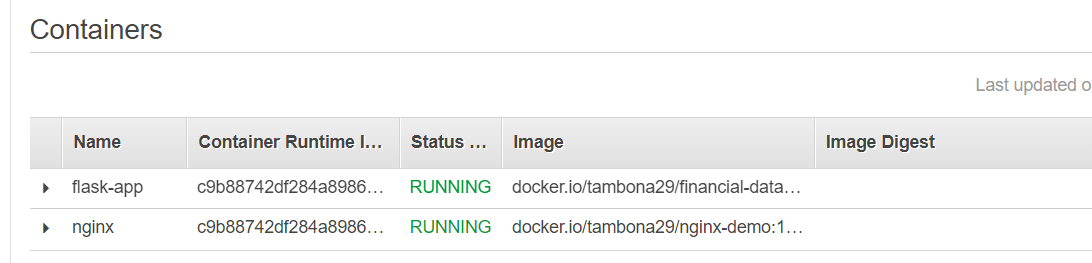 Containers
Last updated o
Name Container Runtime I... Status ... Image Image Digest
flask-app c9b88742df284a8986... RUNNING docker.io/tambona29/financial-data...
nginx c9b88742df284a8986... RUNNING docker.io/tambona29/nginx-demo:1...